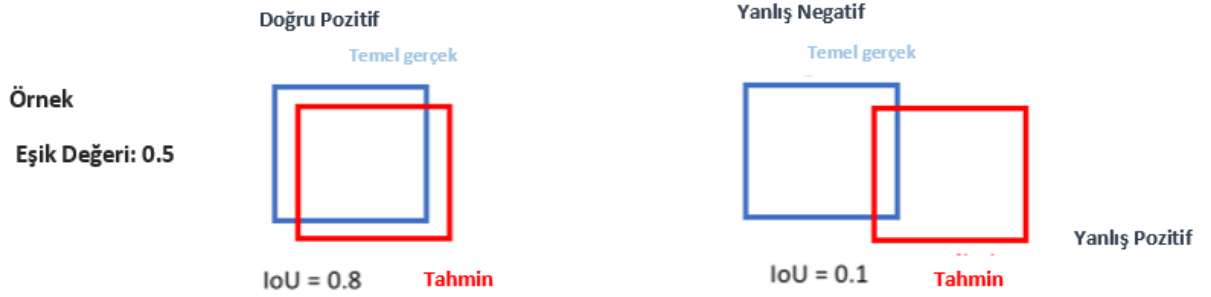 Doğru Pozitif
Yanlış Negatif
Temel gerçek
Temel gerçek
Örnek
Eşik Değeri: 0.5
Yanlış Pozitif
IoU = 0.8
Tahmin
IoU = 0.1
Tahmin